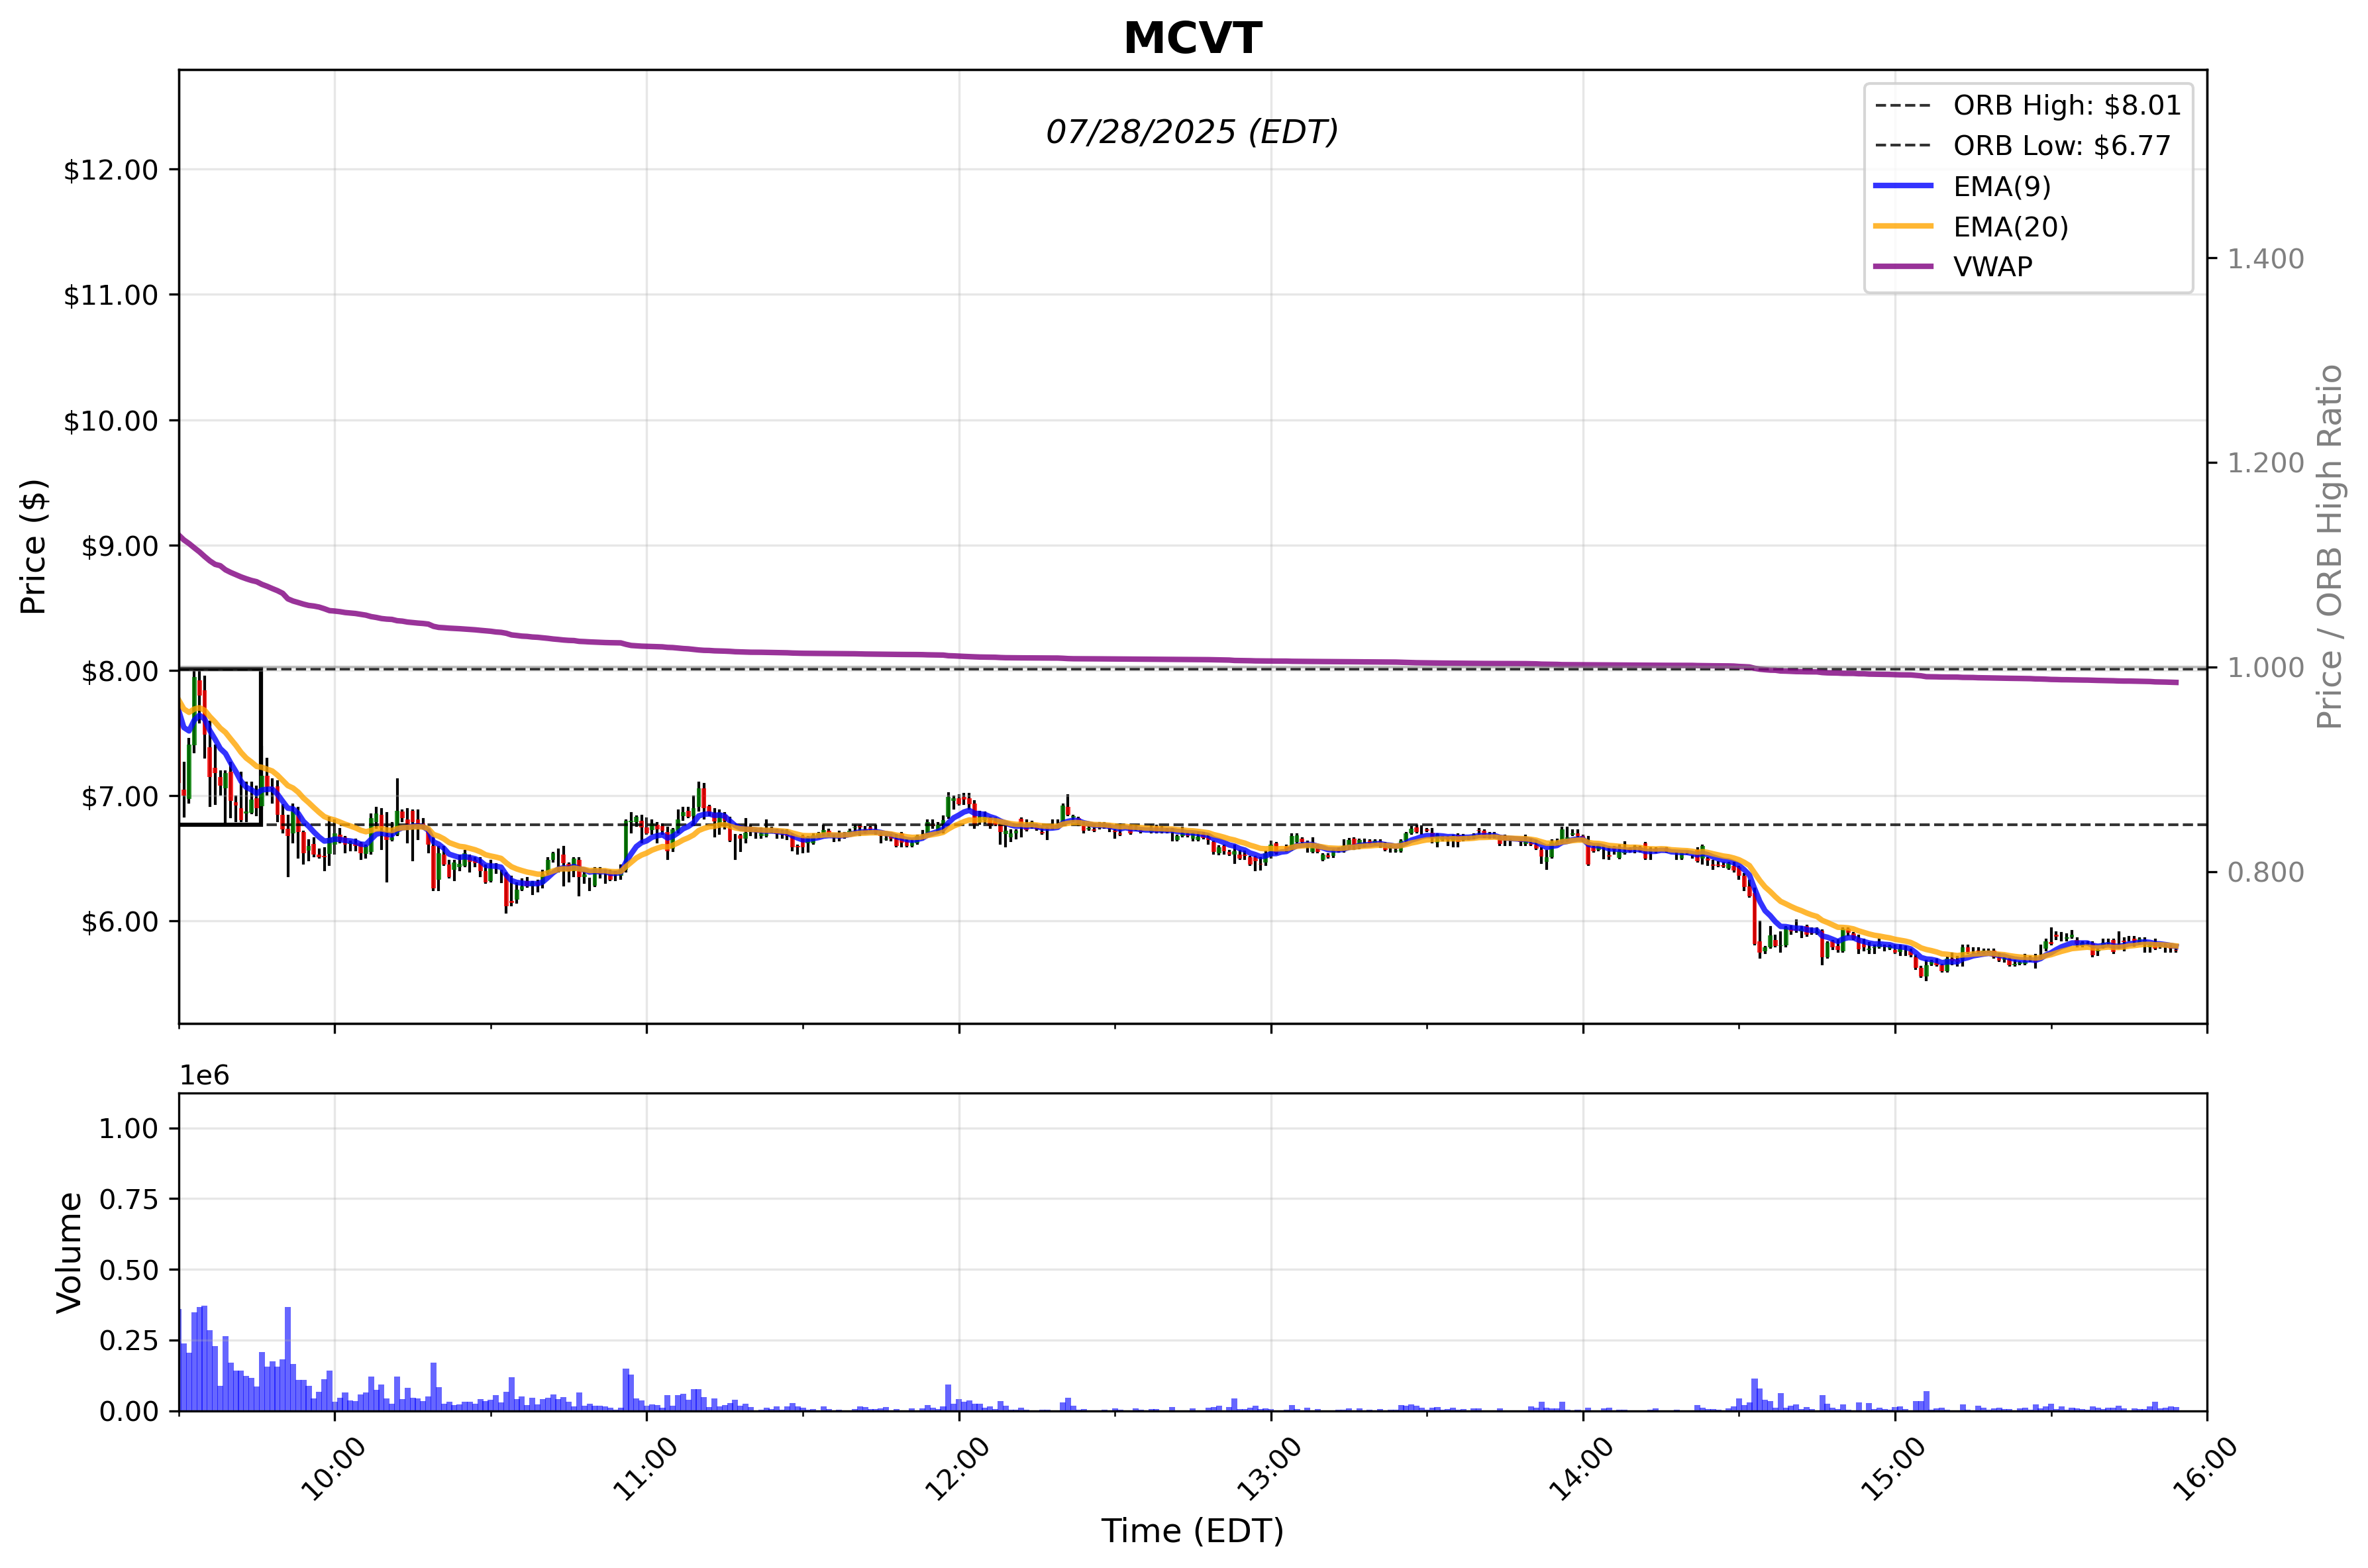 MCVT
07/28/2025 (EDT)
ORB High: $8.01
ORB Low: $6.77
EMA(9)
EMA(20)
VWAP
$12.00
$11.00
$10.00
$9.00
$8.00
$7.00
$6.00
Price ($)
1.400
1.200
1.000
0.800
Price / ORB High Ratio
1e6
1.00
0.75
0.50
0.25
0.00
Volume
10:00
11:00
12:00
13:00
14:00
15:00
16:00
Time (EDT)